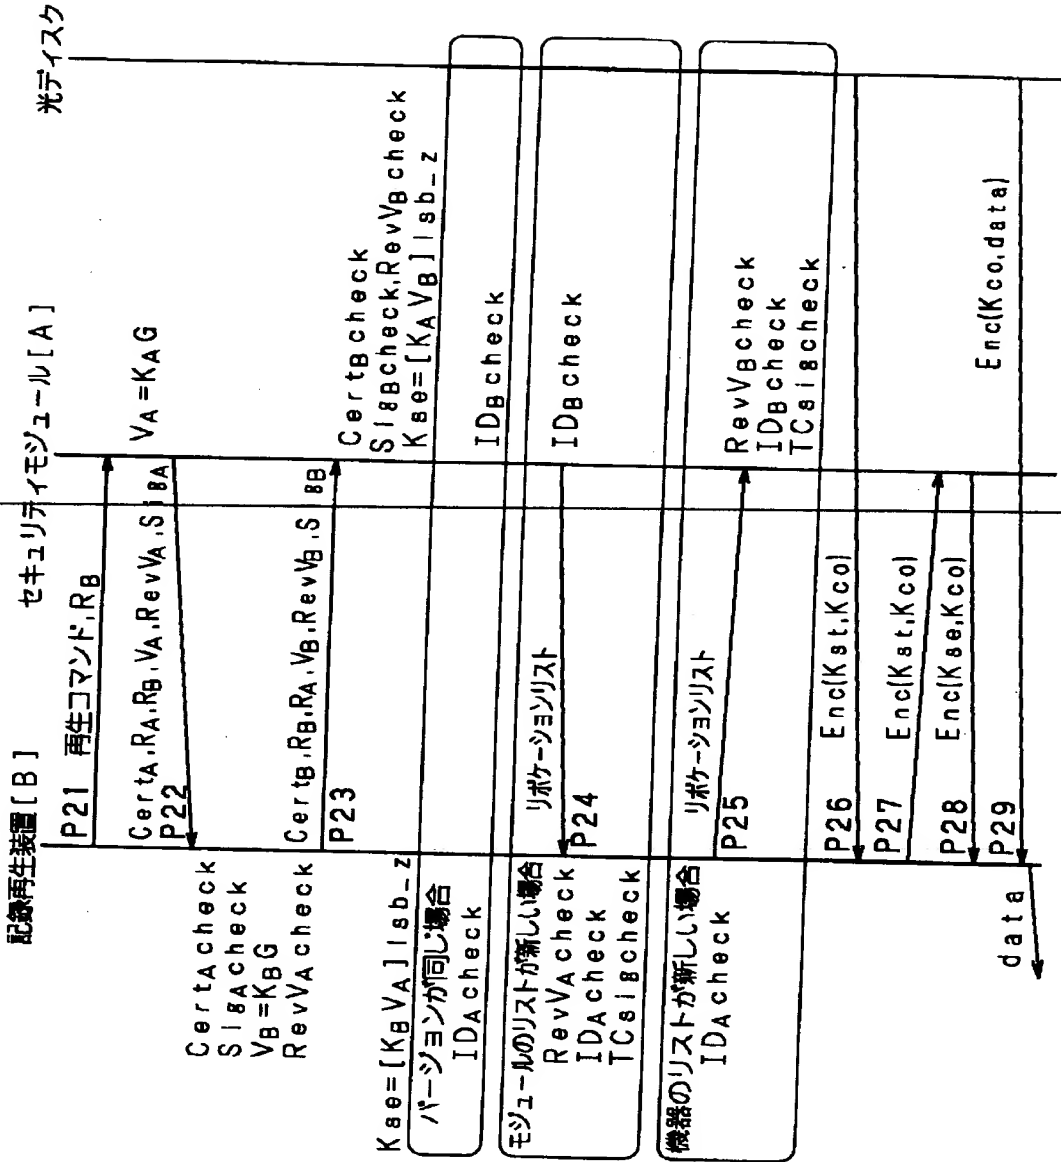 記録再生装置[B]
セキュリティモジュール[A]
光ディスク
P21 再生コマンド,RB
VA=KAG
CertA,RA,RB,VA,RevVA,SigA
P22
CertAcheck
SigAcheck
VB=KBG
RevVAcheck
CertB,RB,RA,VB,RevVB,SigB
P23
CertBcheck
SigBcheck,RevVBcheck
Kse=[KAVB]lsb_z
Kse=[KBVA]lsb_z
バージョンが同じ場合
IDAcheck
IDBcheck
モジュールのリストが新しい場合
リボケーションリスト
P24
RevVAcheck
IDAcheck
TCsigcheck
IDBcheck
機器のリストが新しい場合
リボケーションリスト
P25
IDAcheck
RevVBcheck
IDBcheck
TCsigcheck
P26 Enc(Kst,Kco)
P27 Enc(Kst,Kco)
P28 Enc(Kse,Kco)
P29 Enc(Kco,data)
data